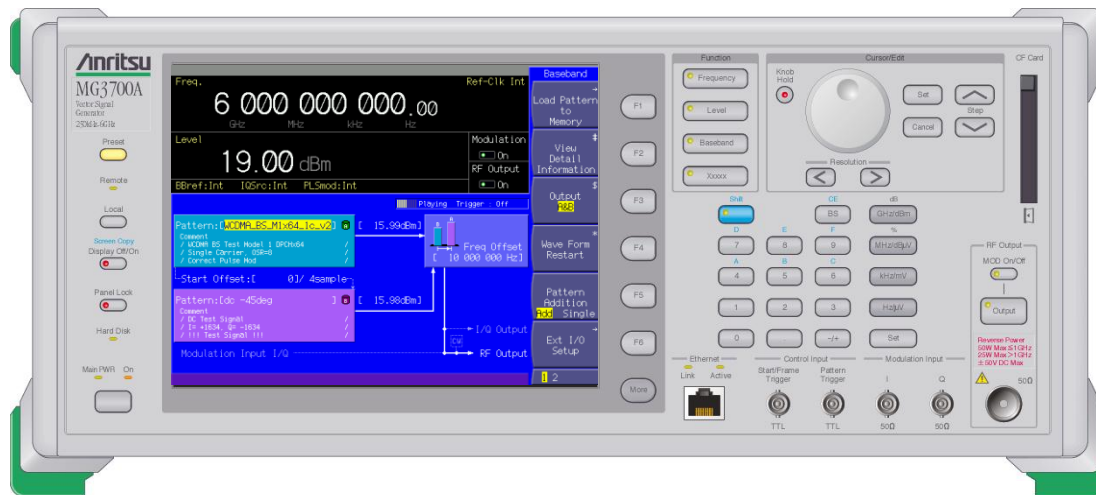 Anritsu
MG3700A
Vector Signal
Generator
250kHz-6GHz
Preset
Remote
Local
Screen Copy
Display Off/On
Panel Lock
Hard Disk
Main PWR On
Freq.
Ref-Clk Int
6 000 000 000.00
GHz MHz kHz Hz
Level
19.00 dBm
Modulation
On
RF Output
On
BBref:Int IQSrc:Int PLSmod:Int
Playing Trigger : Off
Pattern:[WCDMA_BS_MIx64_1c_v2] A [ 15.99dBm]
Comment
/ WCDMA BS Test Model 1 DPCHx64 /
/ Single Carrier, OSR=8 /
/ Correct Pulse Mod /
Freq Offset
[ 10 000 000 Hz]
Start Offset:[ 0]/ 4sample
Pattern:[dc -45deg ] B [ 15.98dBm]
Comment
/ DC Test Signal /
/ I= +1634, Q= -1634 /
/ !!! Test Signal !!! /
I/Q Output
CW
Modulation Input I/Q
RF Output
Baseband
Load Pattern
to
Memory
View
Detail
Information
Output
A&B
Wave Form
Restart
Pattern
Addition
Add Single
Ext I/O
Setup
1 2
F1
F2
F3
F4
F5
F6
More
Function
Frequency
Level
Baseband
Xxxxx
Cursor/Edit
Knob
Hold
Set
Cancel
Step
Resolution
< >
CF Card
Shift
CE
BS
dB
GHz/dBm
D
7
E
8
F
9
%
MHz/dBμV
A
4
B
5
C
6
kHz/mV
1
2
3
Hz/μV
0
.
-/+
Set
RF Output
MOD On/Off
Output
Reverse Power
50W Max ≦1GHz
25W Max >1GHz
± 50V DC Max
50Ω
Ethernet
Link Active
Control Input
Start/Frame
Trigger
TTL
Pattern
Trigger
TTL
Modulation Input
I
50Ω
Q
50Ω